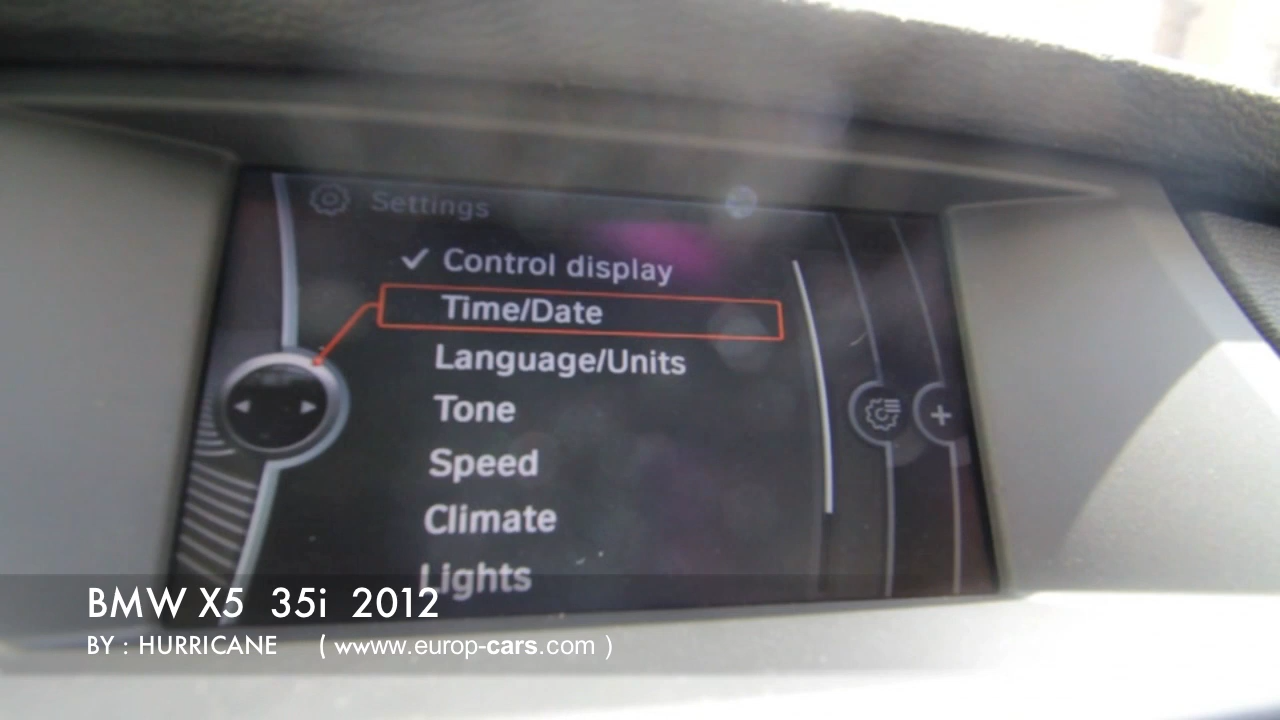 Settings
✓ Control display
Time/Date
Language/Units
Tone
Speed
Climate
Lights
BMW X5 35i 2012
BY : HURRICANE ( wwww.europ-cars.com )